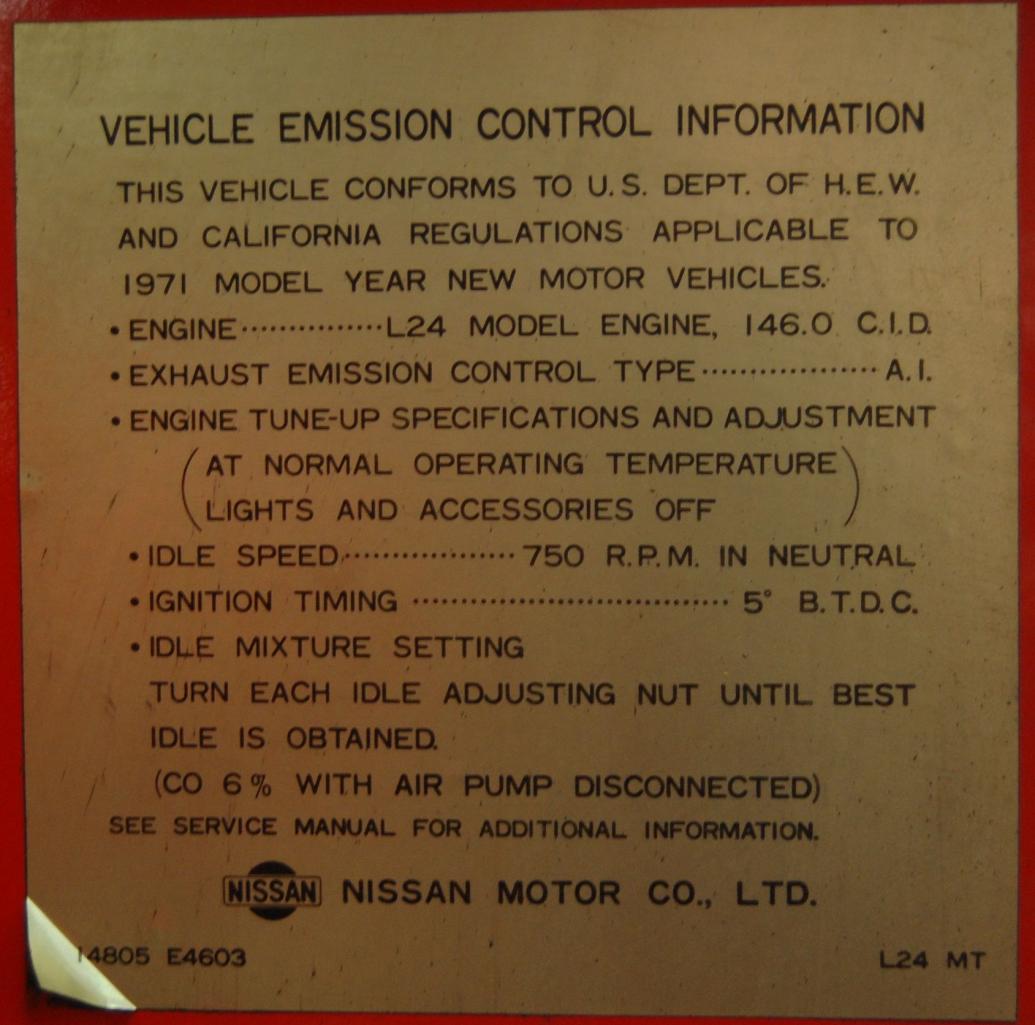 VEHICLE EMISSION CONTROL INFORMATION
THIS VEHICLE CONFORMS TO U.S. DEPT. OF H.E.W.
AND CALIFORNIA REGULATIONS APPLICABLE TO
1971 MODEL YEAR NEW MOTOR VEHICLES.
• ENGINE ··············· L24 MODEL ENGINE, 146.0 C.I.D.
• EXHAUST EMISSION CONTROL TYPE ··················· A.I.
• ENGINE TUNE-UP SPECIFICATIONS AND ADJUSTMENT
(AT NORMAL OPERATING TEMPERATURE
LIGHTS AND ACCESSORIES OFF)
• IDLE SPEED ·················· 750 R.P.M. IN NEUTRAL
• IGNITION TIMING ································· 5° B.T.D.C.
• IDLE MIXTURE SETTING
TURN EACH IDLE ADJUSTING NUT UNTIL BEST
IDLE IS OBTAINED.
(CO 6% WITH AIR PUMP DISCONNECTED)
SEE SERVICE MANUAL FOR ADDITIONAL INFORMATION.
NISSAN NISSAN MOTOR CO., LTD.
14805 E4603 L24 MT